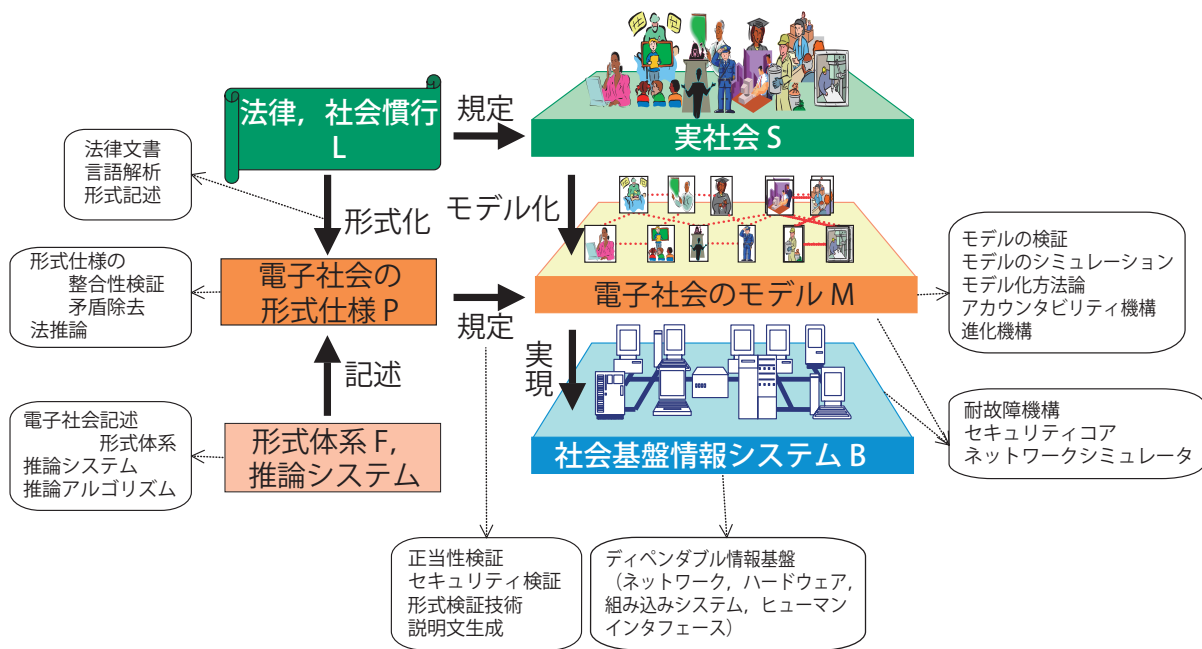 法律，社会慣行
L
規定
実社会 S
法律文書
言語解析
形式記述
形式化
モデル化
形式仕様の
整合性検証
矛盾除去
法推論
電子社会の
形式仕様 P
規定
電子社会のモデル M
モデルの検証
モデルのシミュレーション
モデル化方法論
アカウンタビリティ機構
進化機構
記述
実
現
電子社会記述
形式体系
推論システム
推論アルゴリズム
形式体系 F，
推論システム
社会基盤情報システム B
耐故障機構
セキュリティコア
ネットワークシミュレータ
正当性検証
セキュリティ検証
形式検証技術
説明文生成
ディペンダブル情報基盤
（ネットワーク，ハードウェア，
組み込みシステム，ヒューマン
インタフェース）